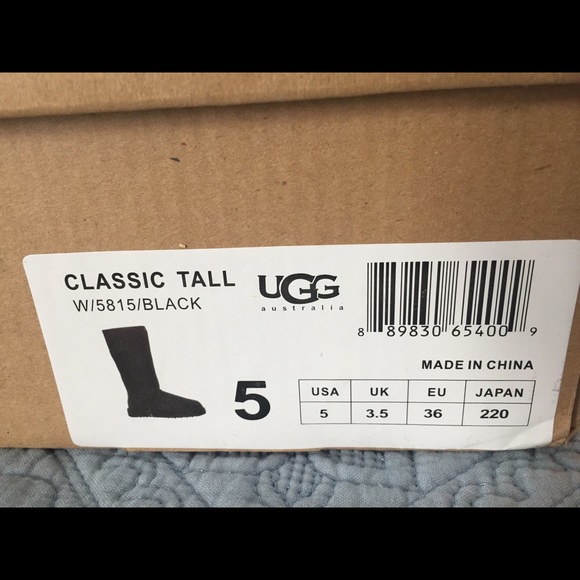 CLASSIC TALL
W/5815/BLACK
UGG
australia
8 89830 65400 9
MADE IN CHINA
5
USA UK EU JAPAN
5 3.5 36 220